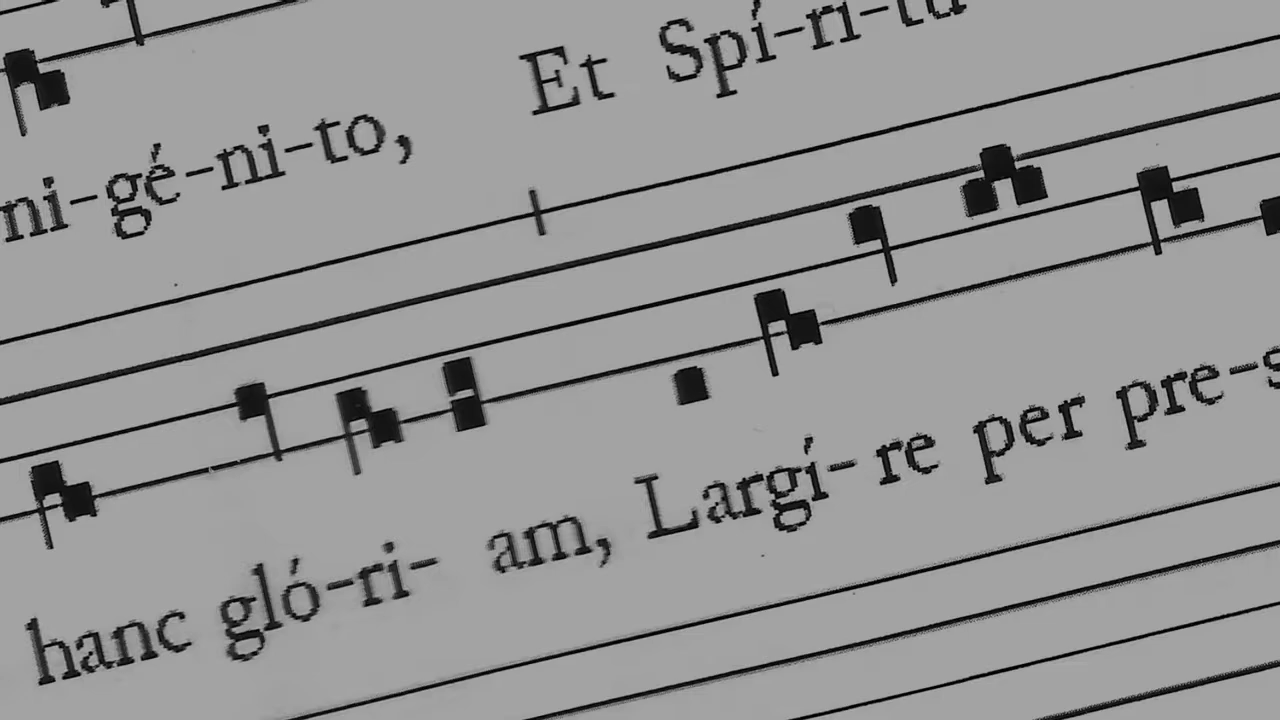 ni-gé-ni-to, Et Spí-ri-tu
hanc gló-ri- am, Largí- re per pre-s